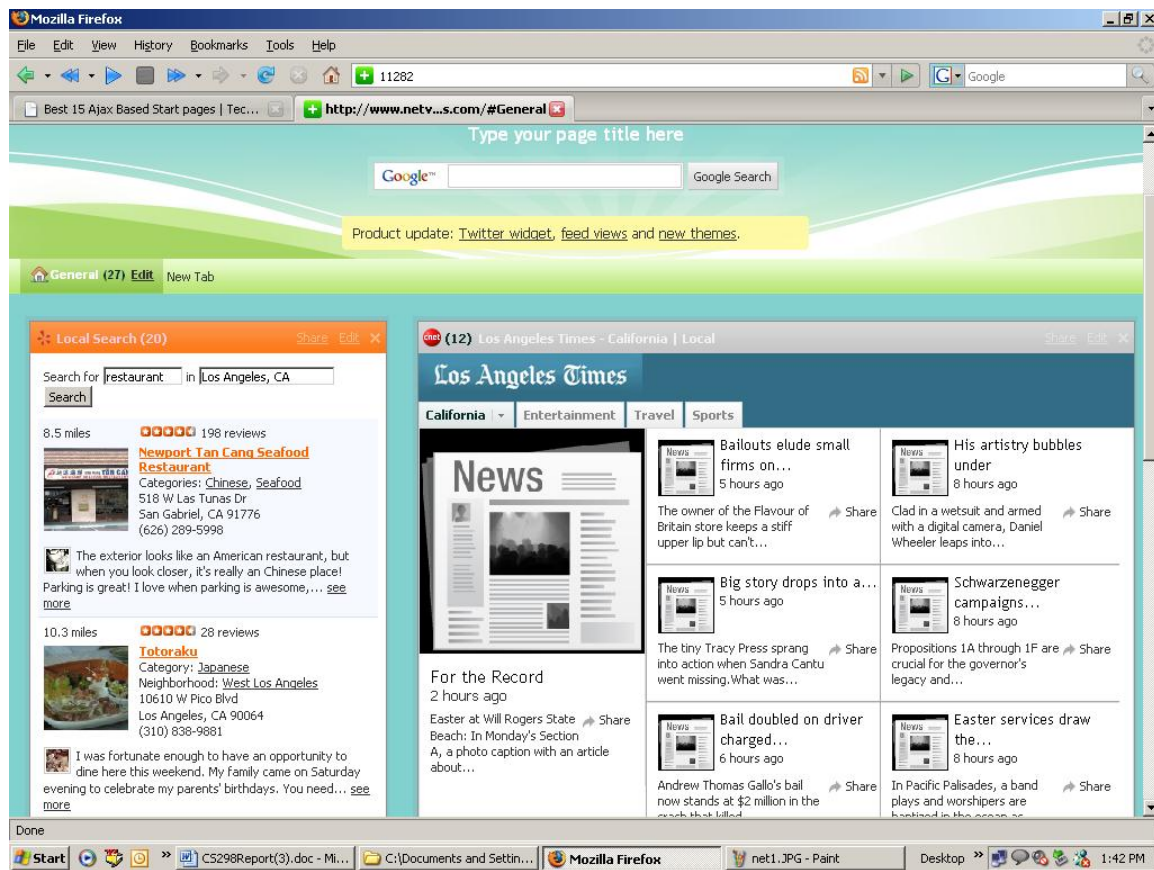 Mozilla Firefox
File Edit View History Bookmarks Tools Help
11282
G Google
Best 15 Ajax Based Start pages | Tec... http://www.netv...s.com/#General
Type your page title here
Google™ Google Search
Product update: Twitter widget, feed views and new themes.
General (27) Edit New Tab
Local Search (20) Share Edit
Search for restaurant in Los Angeles, CA
Search
8.5 miles 198 reviews
Newport Tan Cang Seafood
Restaurant
Categories: Chinese, Seafood
518 W Las Tunas Dr
San Gabriel, CA 91776
(626) 289-5998
The exterior looks like an American restaurant, but
when you look closer, it's really an Chinese place!
Parking is great! I love when parking is awesome,... see
more
10.3 miles 28 reviews
Totoraku
Category: Japanese
Neighborhood: West Los Angeles
10610 W Pico Blvd
Los Angeles, CA 90064
(310) 838-9881
I was fortunate enough to have an opportunity to
dine here this weekend. My family came on Saturday
evening to celebrate my parents' birthdays. You need... see
more
cnet (12) Los Angeles Times - California | Local Share Edit
Los Angeles Times
California Entertainment Travel Sports
News
For the Record
2 hours ago
Easter at Will Rogers State Share
Beach: In Monday's Section
A, a photo caption with an article
about...
News
Bailouts elude small
firms on...
5 hours ago
The owner of the Flavour of Share
Britain store keeps a stiff
upper lip but can't...
News
His artistry bubbles
under
8 hours ago
Clad in a wetsuit and armed Share
with a digital camera, Daniel
Wheeler leaps into...
News
Big story drops into a...
5 hours ago
The tiny Tracy Press sprang Share
into action when Sandra Cantu
went missing.What was...
News
Schwarzenegger
campaigns...
8 hours ago
Propositions 1A through 1F are Share
crucial for the governor's
legacy and...
News
Bail doubled on driver
charged...
6 hours ago
Andrew Thomas Gallo's bail Share
now stands at $2 million in the
crash that killed
News
Easter services draw
the...
8 hours ago
In Pacific Palisades, a band Share
plays and worshipers are
baptized in the ocean as
Done
Start » CS298Report(3).doc - Mi... C:\Documents and Settin... Mozilla Firefox net1.JPG - Paint Desktop » 1:42 PM